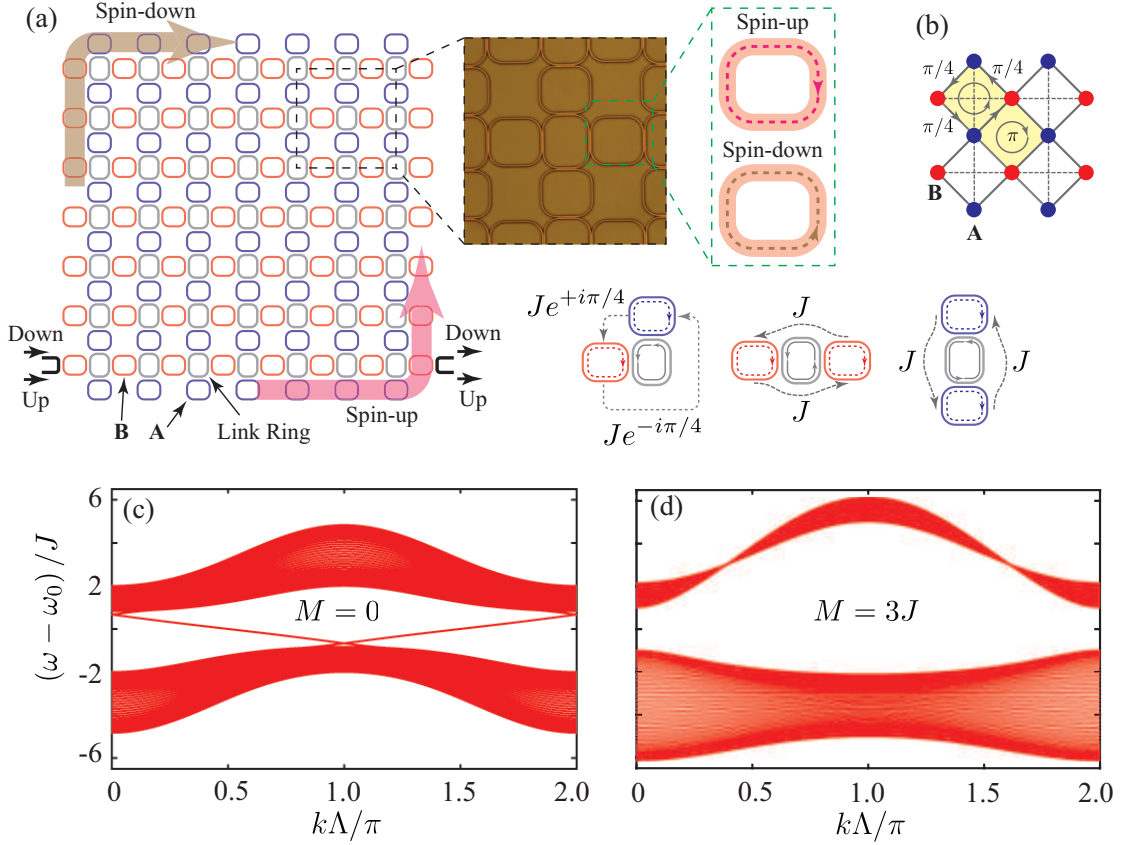 (a)
Spin-down
Spin-up
Spin-down
(b)
π/4 π/4
π/4
π
B
A
Down
Up
B A Link Ring
Spin-up
Down
Up
Je^{+iπ/4}
Je^{-iπ/4}
J
J
J J
(c)
M = 0
(ω − ω₀)/J
6
2
-2
-6
0 0.5 1.0 1.5 2.0
kΛ/π
(d)
M = 3J
0 0.5 1.0 1.5 2.0
kΛ/π